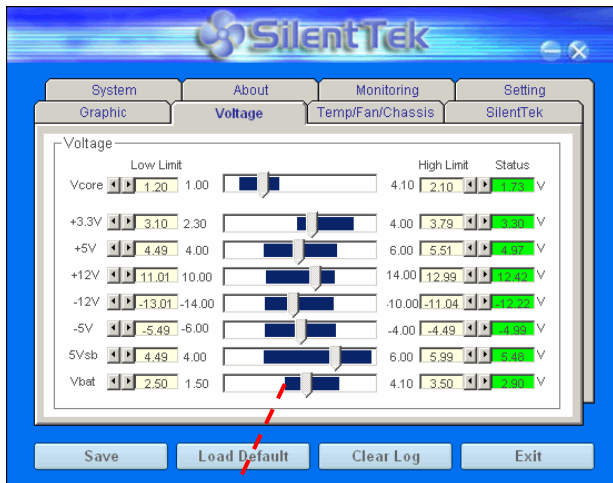 SilentTek
System About Monitoring Setting
Graphic Voltage Temp/Fan/Chassis SilentTek
Voltage
Low Limit High Limit Status
Vcore 1.20 1.00 4.10 2.10 1.73 V
+3.3V 3.10 2.30 4.00 3.79 3.30 V
+5V 4.49 4.00 6.00 5.51 4.97 V
+12V 11.01 10.00 14.00 12.99 12.42 V
-12V -13.01 -14.00 -10.00 -11.04 -12.22 V
-5V -5.49 -6.00 -4.00 -4.49 -4.99 V
5Vsb 4.49 4.00 6.00 5.99 5.48 V
Vbat 2.50 1.50 4.10 3.50 2.90 V
Save Load Default Clear Log Exit